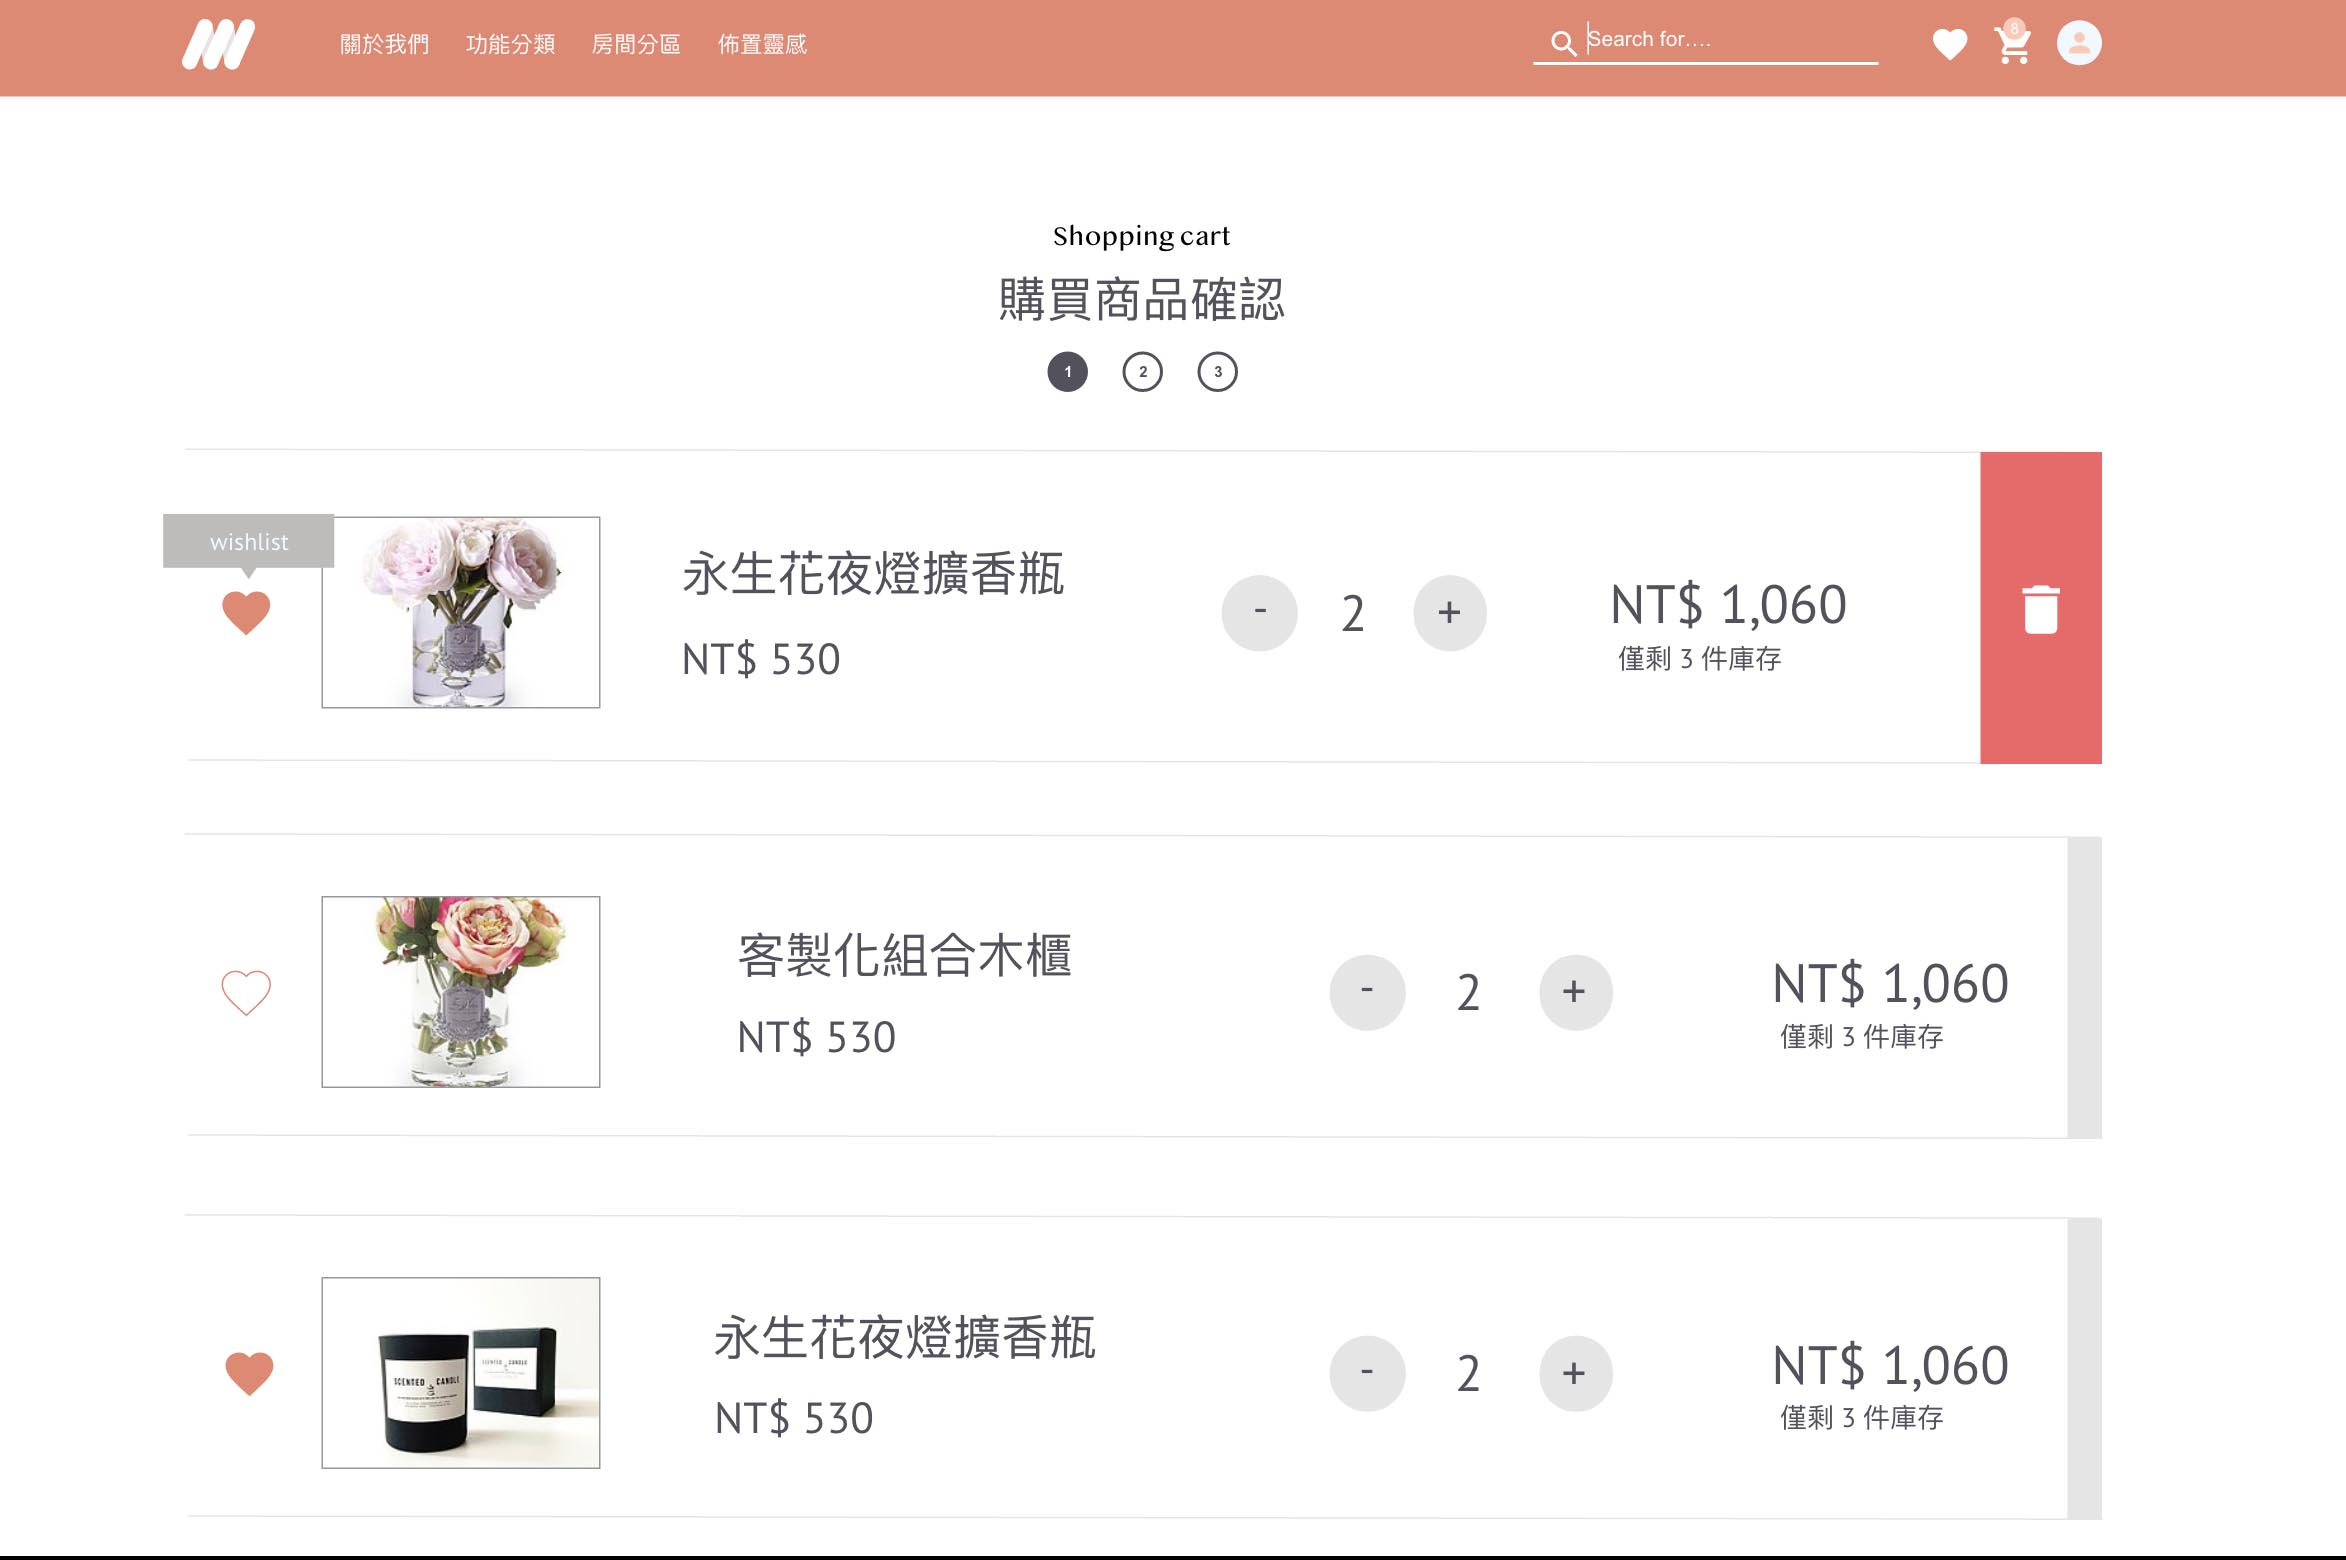 關於我們 功能分類 房間分區 佈置靈感 Search for.... 8
Shopping cart
購買商品確認
1 2 3
wishlist
永生花夜燈擴香瓶
NT$ 530
- 2 +
NT$ 1,060
僅剩 3 件庫存
客製化組合木櫃
NT$ 530
- 2 +
NT$ 1,060
僅剩 3 件庫存
SCENTED CANDLE
SCENTED CANDLE
永生花夜燈擴香瓶
NT$ 530
- 2 +
NT$ 1,060
僅剩 3 件庫存